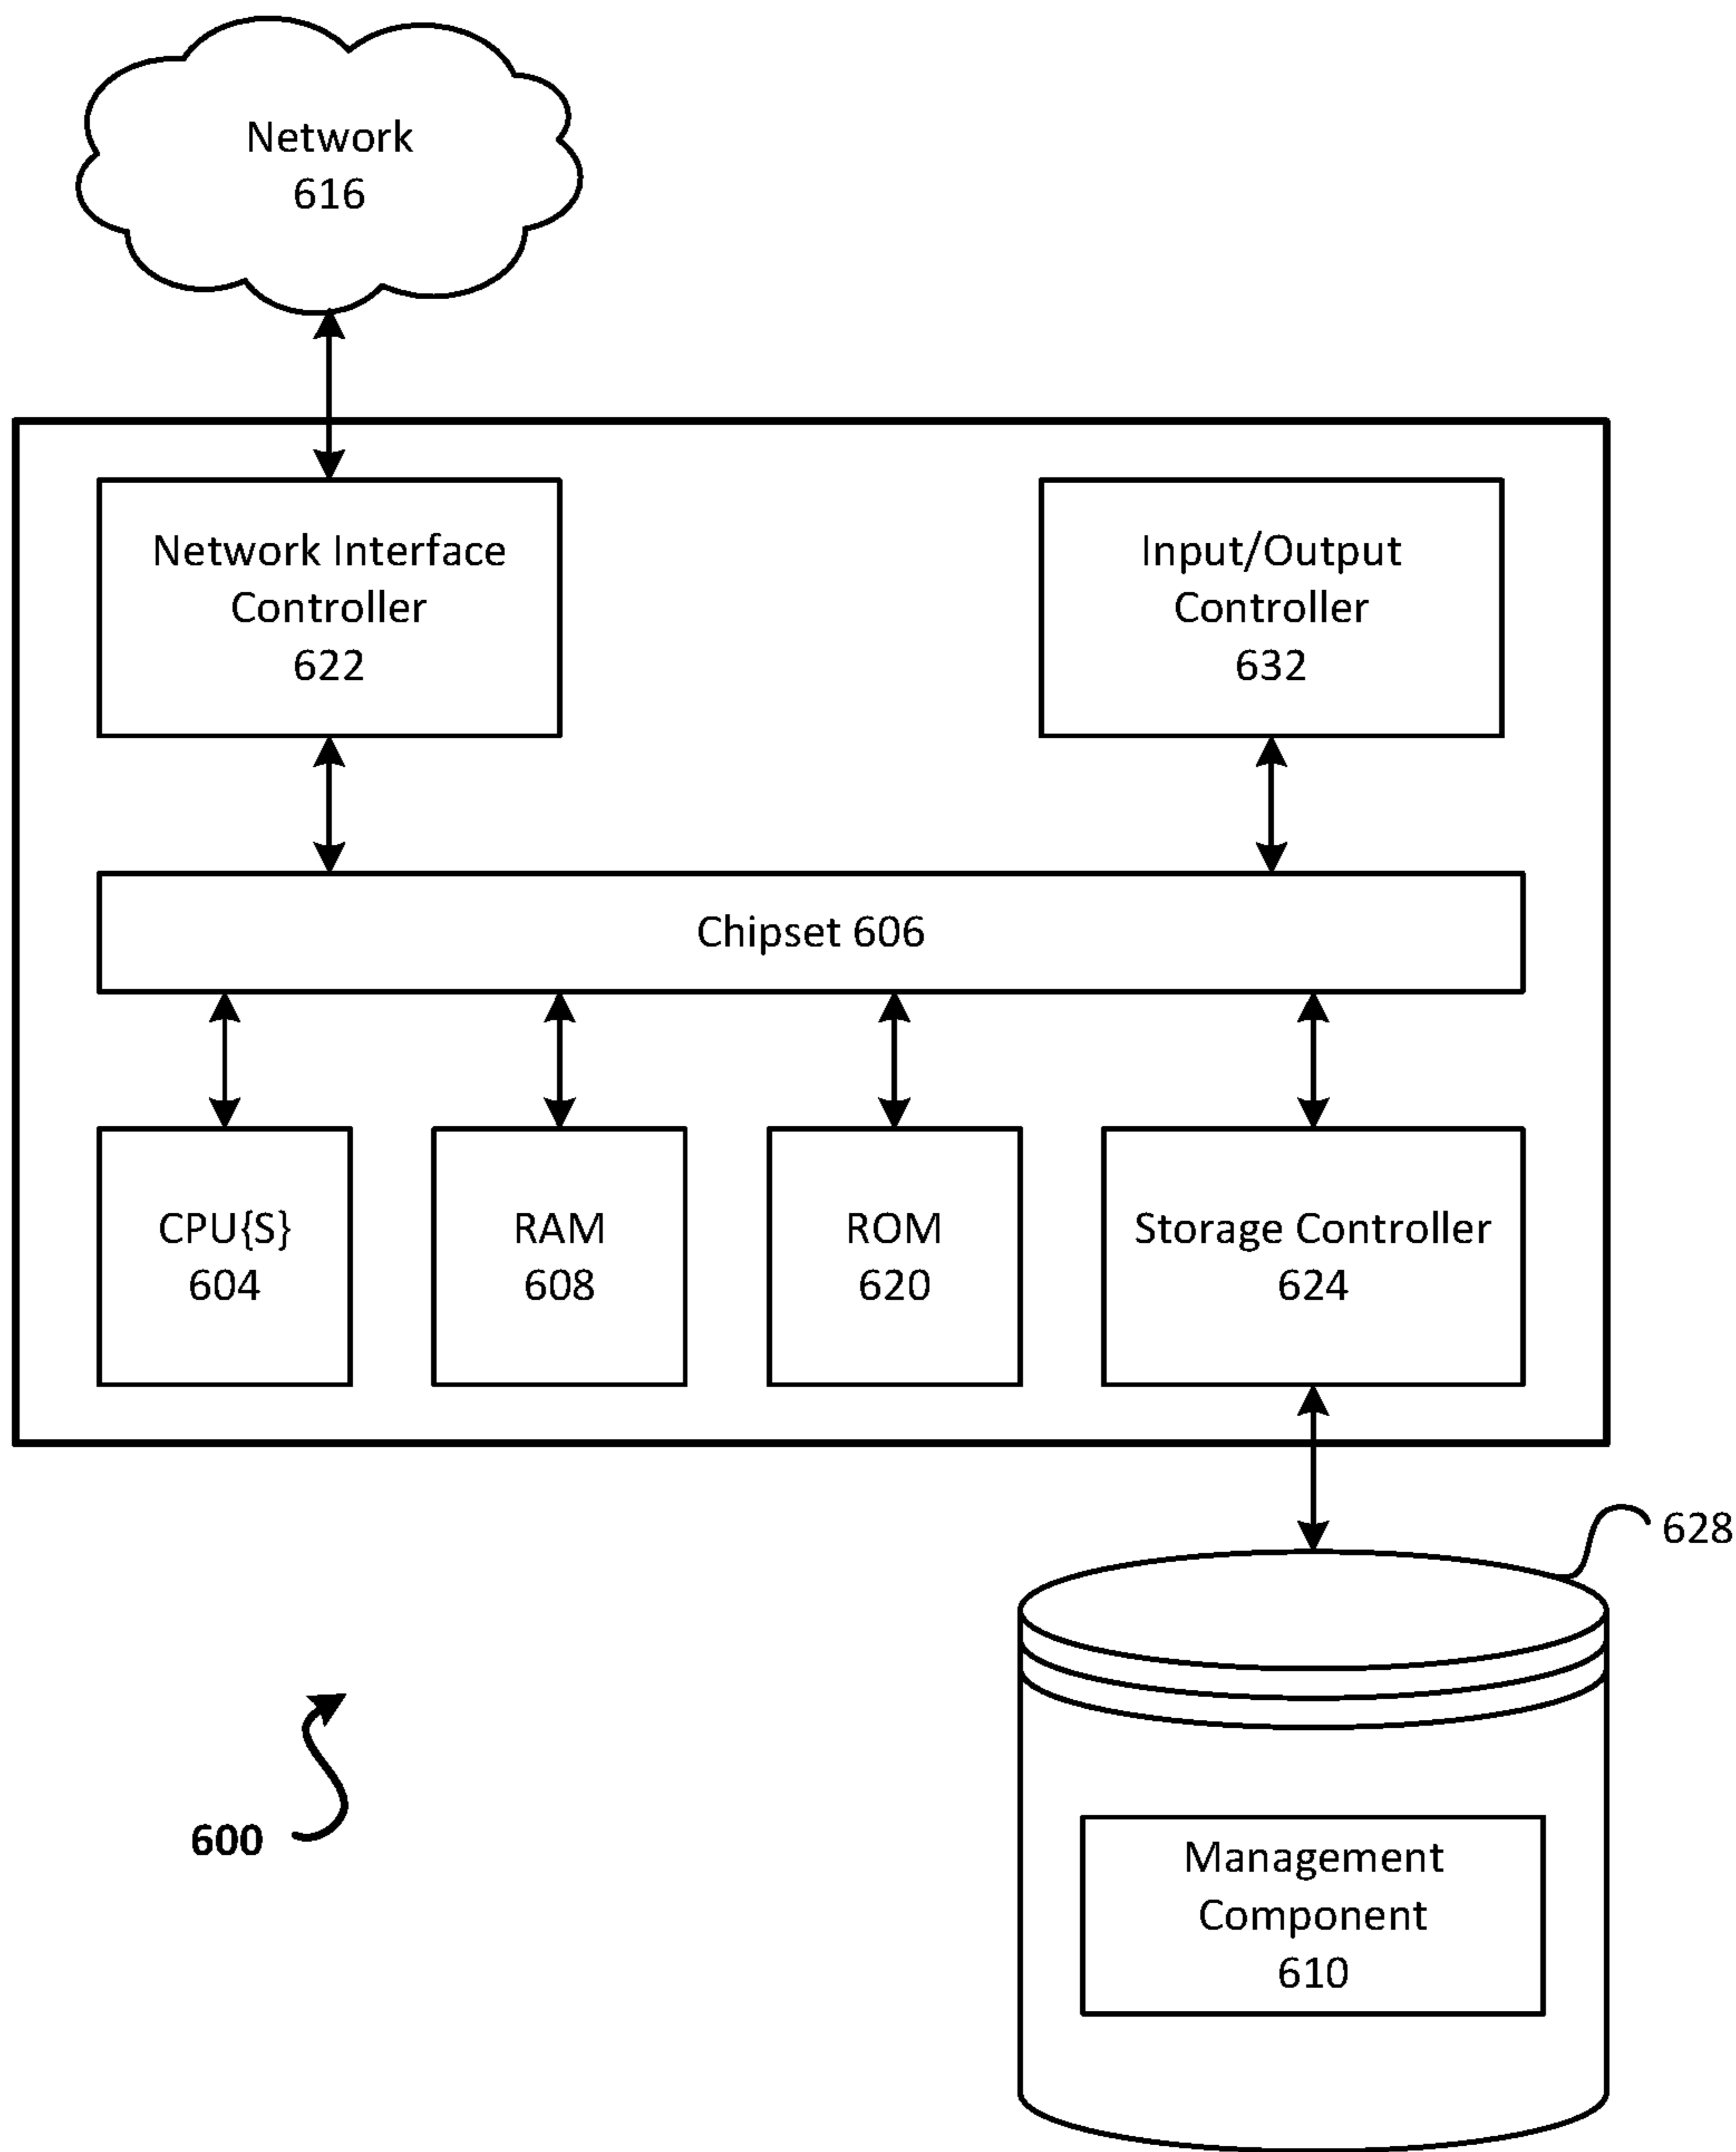 Network
616
Network Interface
Controller
622
Input/Output
Controller
632
Chipset 606
CPU{S}
604
RAM
608
ROM
620
Storage Controller
624
628
600
Management
Component
610